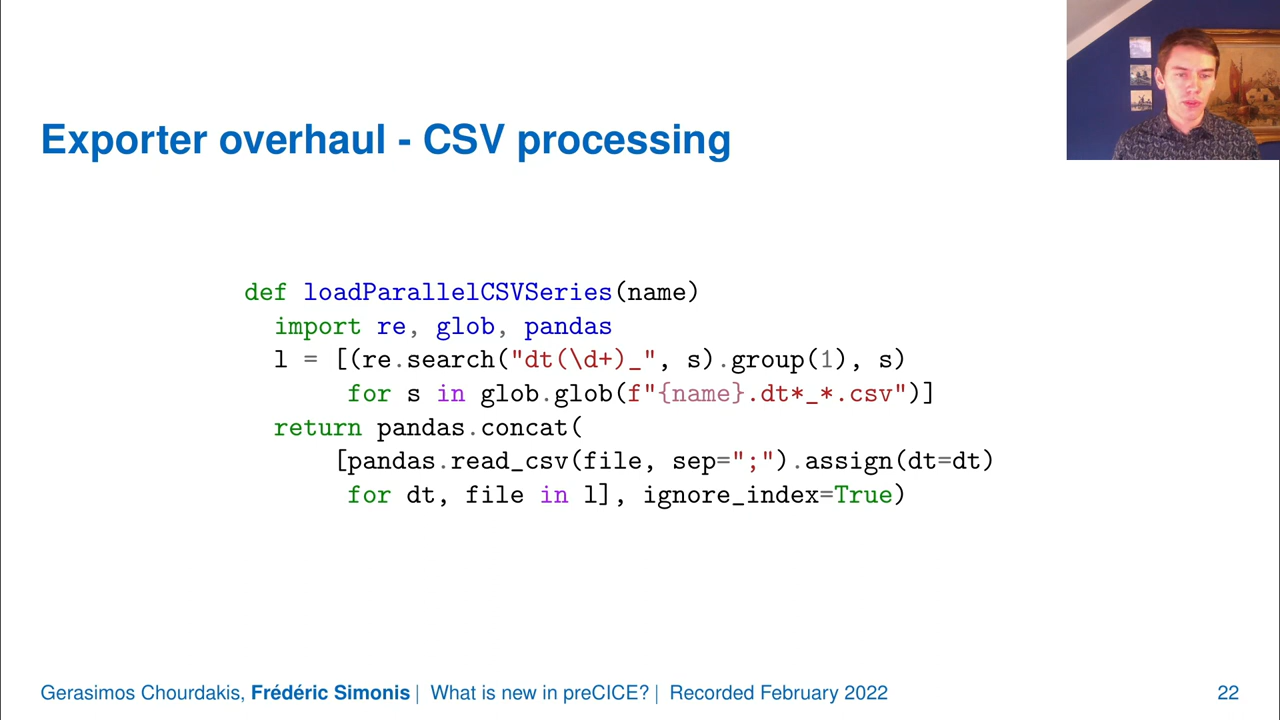 Exporter overhaul - CSV processing
def loadParallelCSVSeries(name)
import re, glob, pandas
l = [(re.search("dt(\d+)_", s).group(1), s)
for s in glob.glob(f"{name}.dt*_*.csv")]
return pandas.concat(
[pandas.read_csv(file, sep=";").assign(dt=dt)
for dt, file in l], ignore_index=True)
Gerasimos Chourdakis, Frédéric Simonis | What is new in preCICE? | Recorded February 2022 22